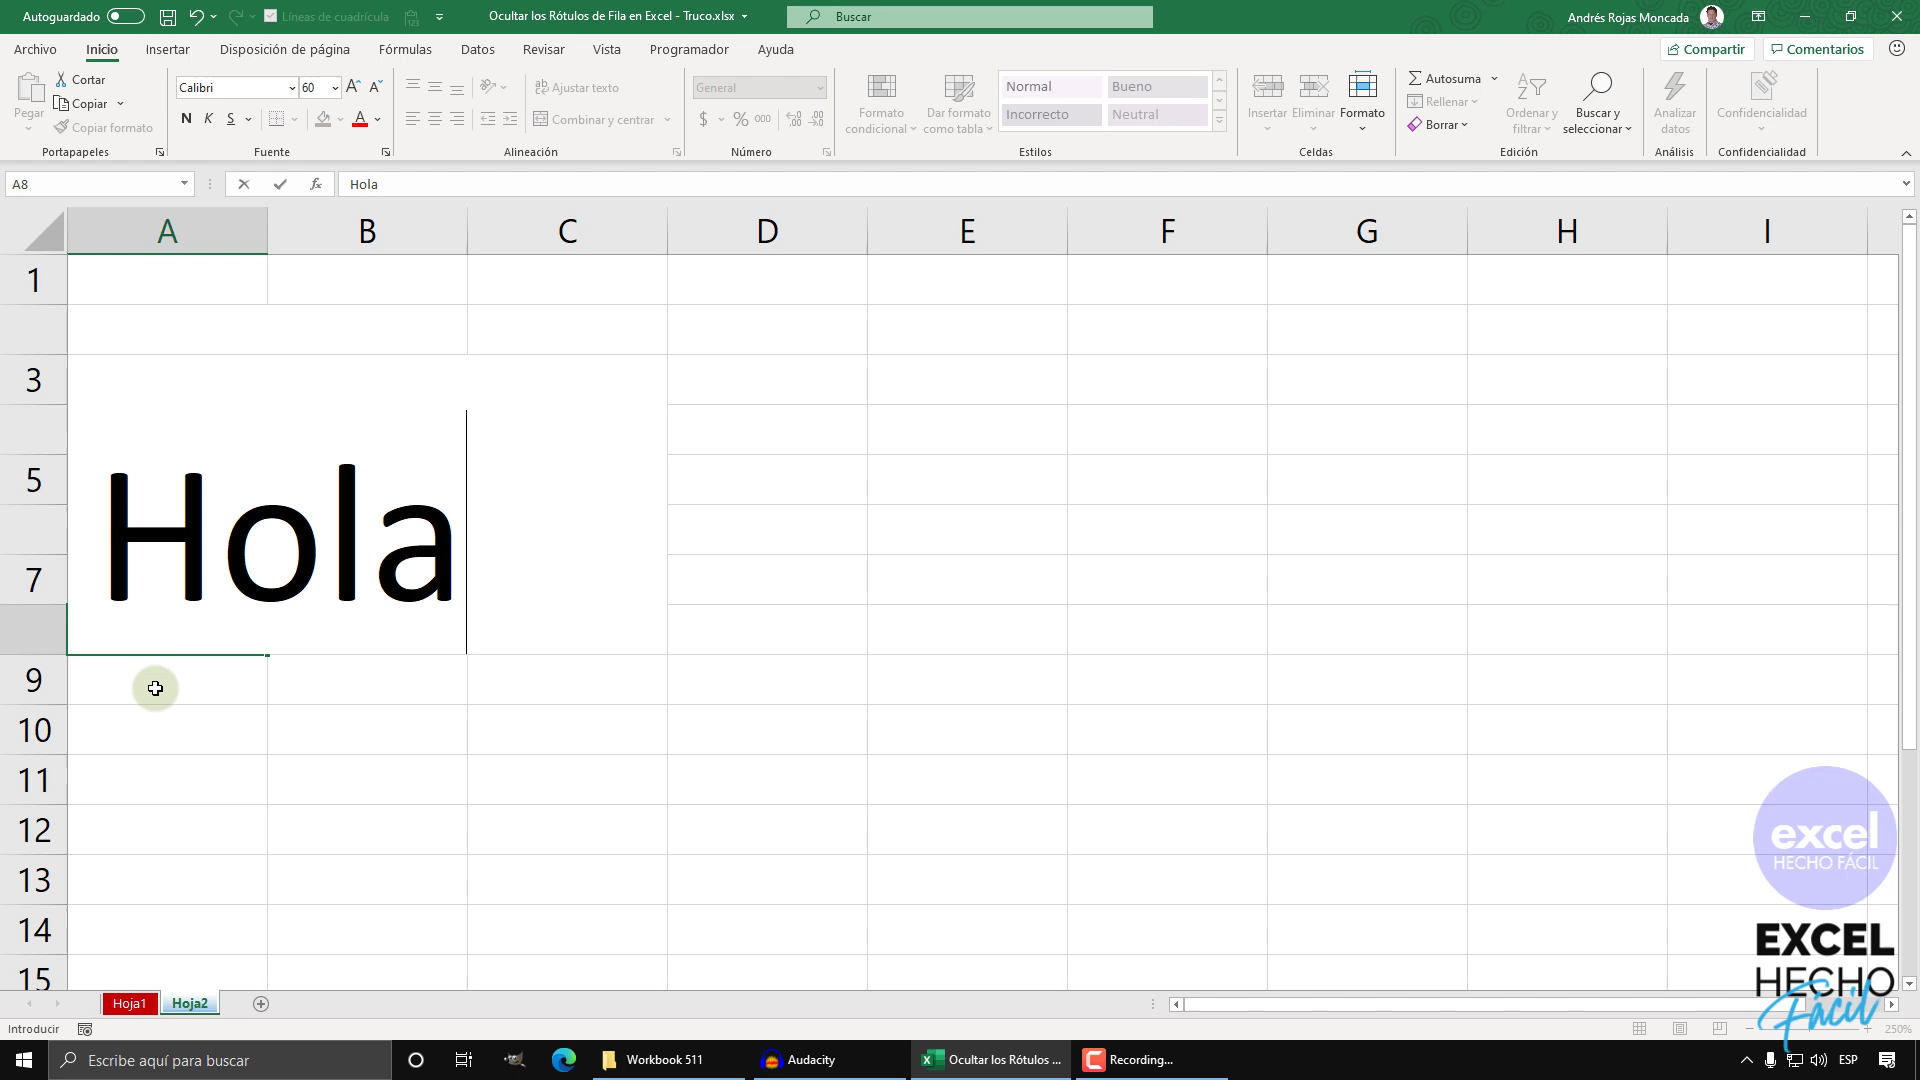 Autoguardado
Líneas de cuadrícula
Ocultar los Rótulos de Fila en Excel - Truco.xlsx
Buscar
Andrés Rojas Moncada
Archivo
Inicio
Insertar
Disposición de página
Fórmulas
Datos
Revisar
Vista
Programador
Ayuda
Compartir
Comentarios
Pegar
Cortar
Copiar
Copiar formato
Portapapeles
Calibri
60
N K S
Fuente
Ajustar texto
Combinar y centrar
Alineación
General
$ % 000
Número
Formato condicional
Dar formato como tabla
Normal
Bueno
Incorrecto
Neutral
Estilos
Insertar
Eliminar
Formato
Celdas
Autosuma
Rellenar
Borrar
Ordenar y filtrar
Buscar y seleccionar
Edición
Analizar datos
Análisis
Confidencialidad
Confidencialidad
A8
fx
Hola
A B C D E F G H I
1
3
5
Hola
7
9
10
11
12
13
14
15
excel
HECHO FÁCIL
EXCEL
HECHO
Fácil
Hoja1
Hoja2
Introducir
250%
Escribe aquí para buscar
Workbook 511
Audacity
Ocultar los Rótulos ...
Recording...
ESP